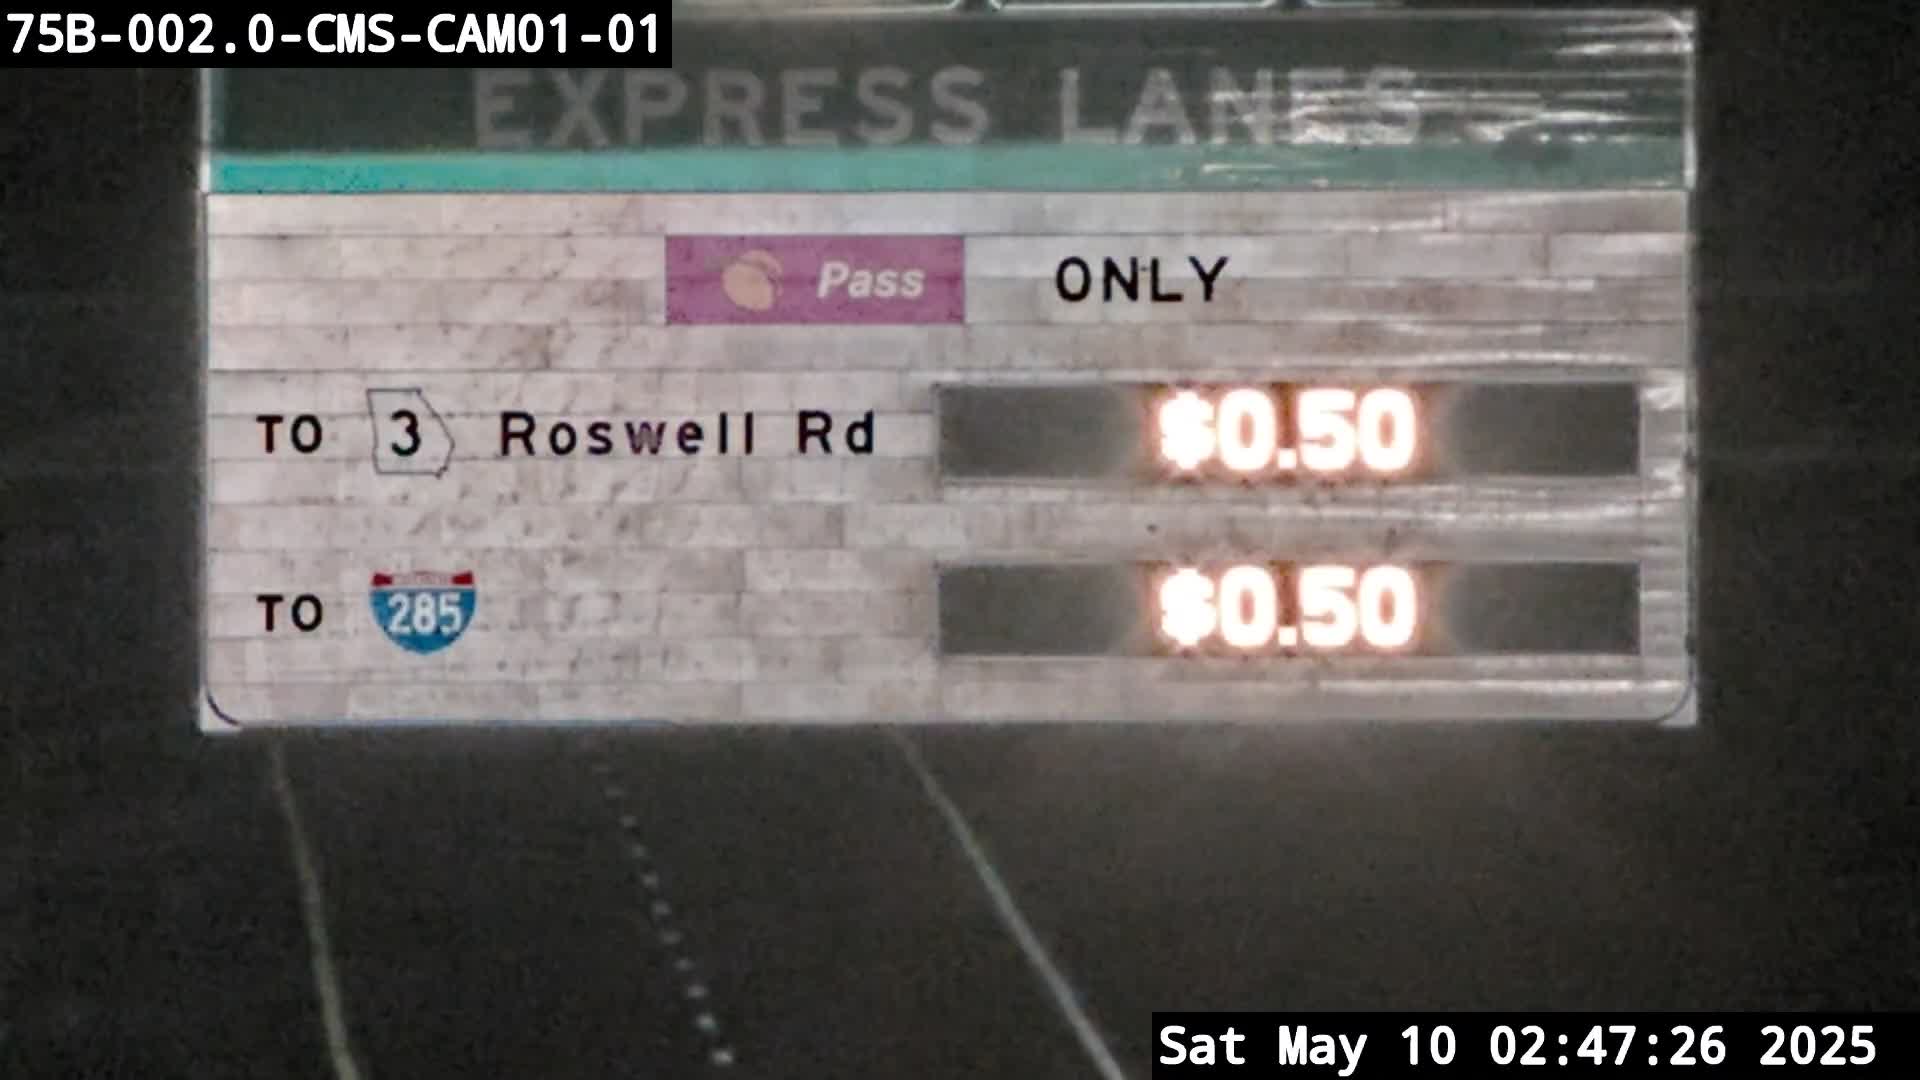 75B-002.0-CMS-CAM01-01
EXPRESS LANES
Pass ONLY
TO 3 Roswell Rd $0.50
TO 285 $0.50
Sat May 10 02:47:26 2025